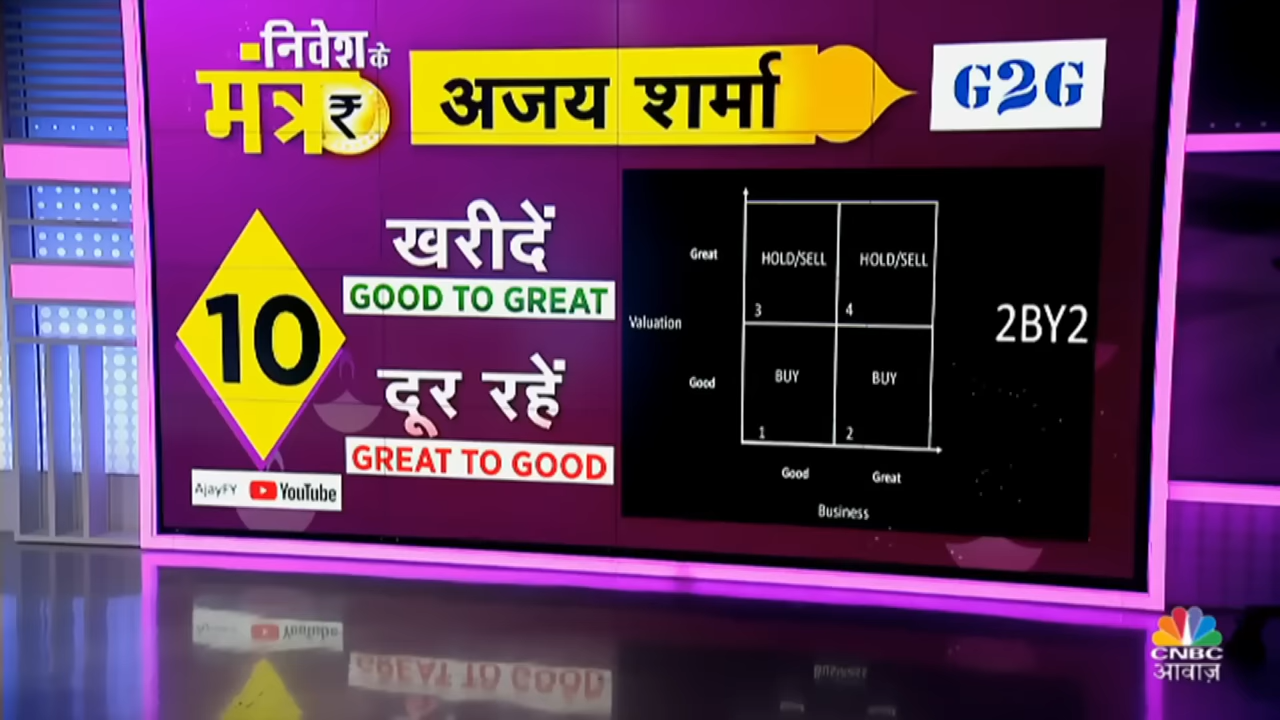 निवेश के
मंत्र ₹
अजय शर्मा
G2G
10
खरीदें
GOOD TO GREAT
दूर रहें
GREAT TO GOOD
AjayFY YouTube
Great
Valuation
Good
HOLD/SELL
3
HOLD/SELL
4
BUY
1
BUY
2
Good
Great
Business
2BY2
CNBC
आवाज़